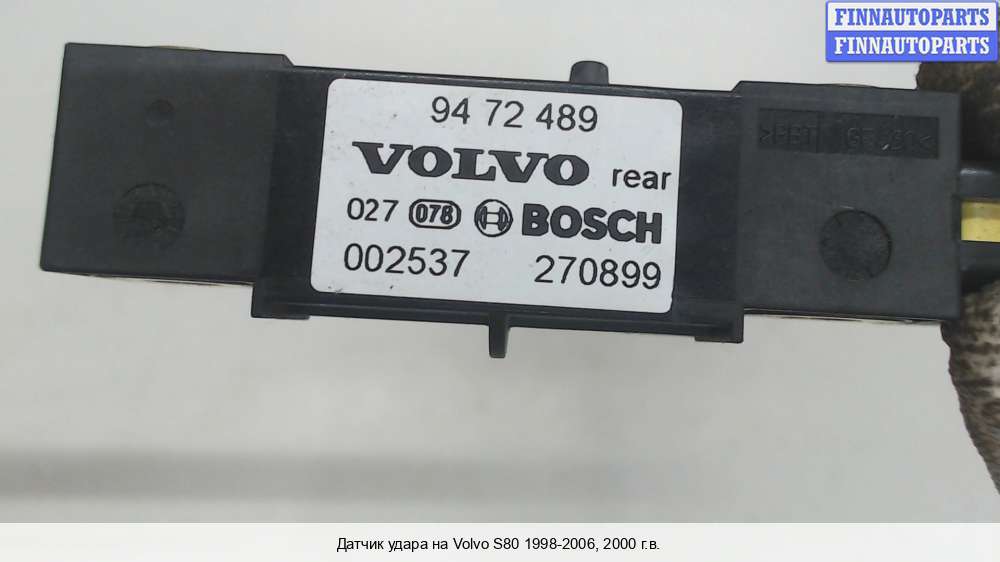 FINNAUTOPARTS
FINNAUTOPARTS
94 72 489
VOLVO rear
027 078 BOSCH
002537 270899
Датчик удара на Volvo S80 1998-2006, 2000 г.в.